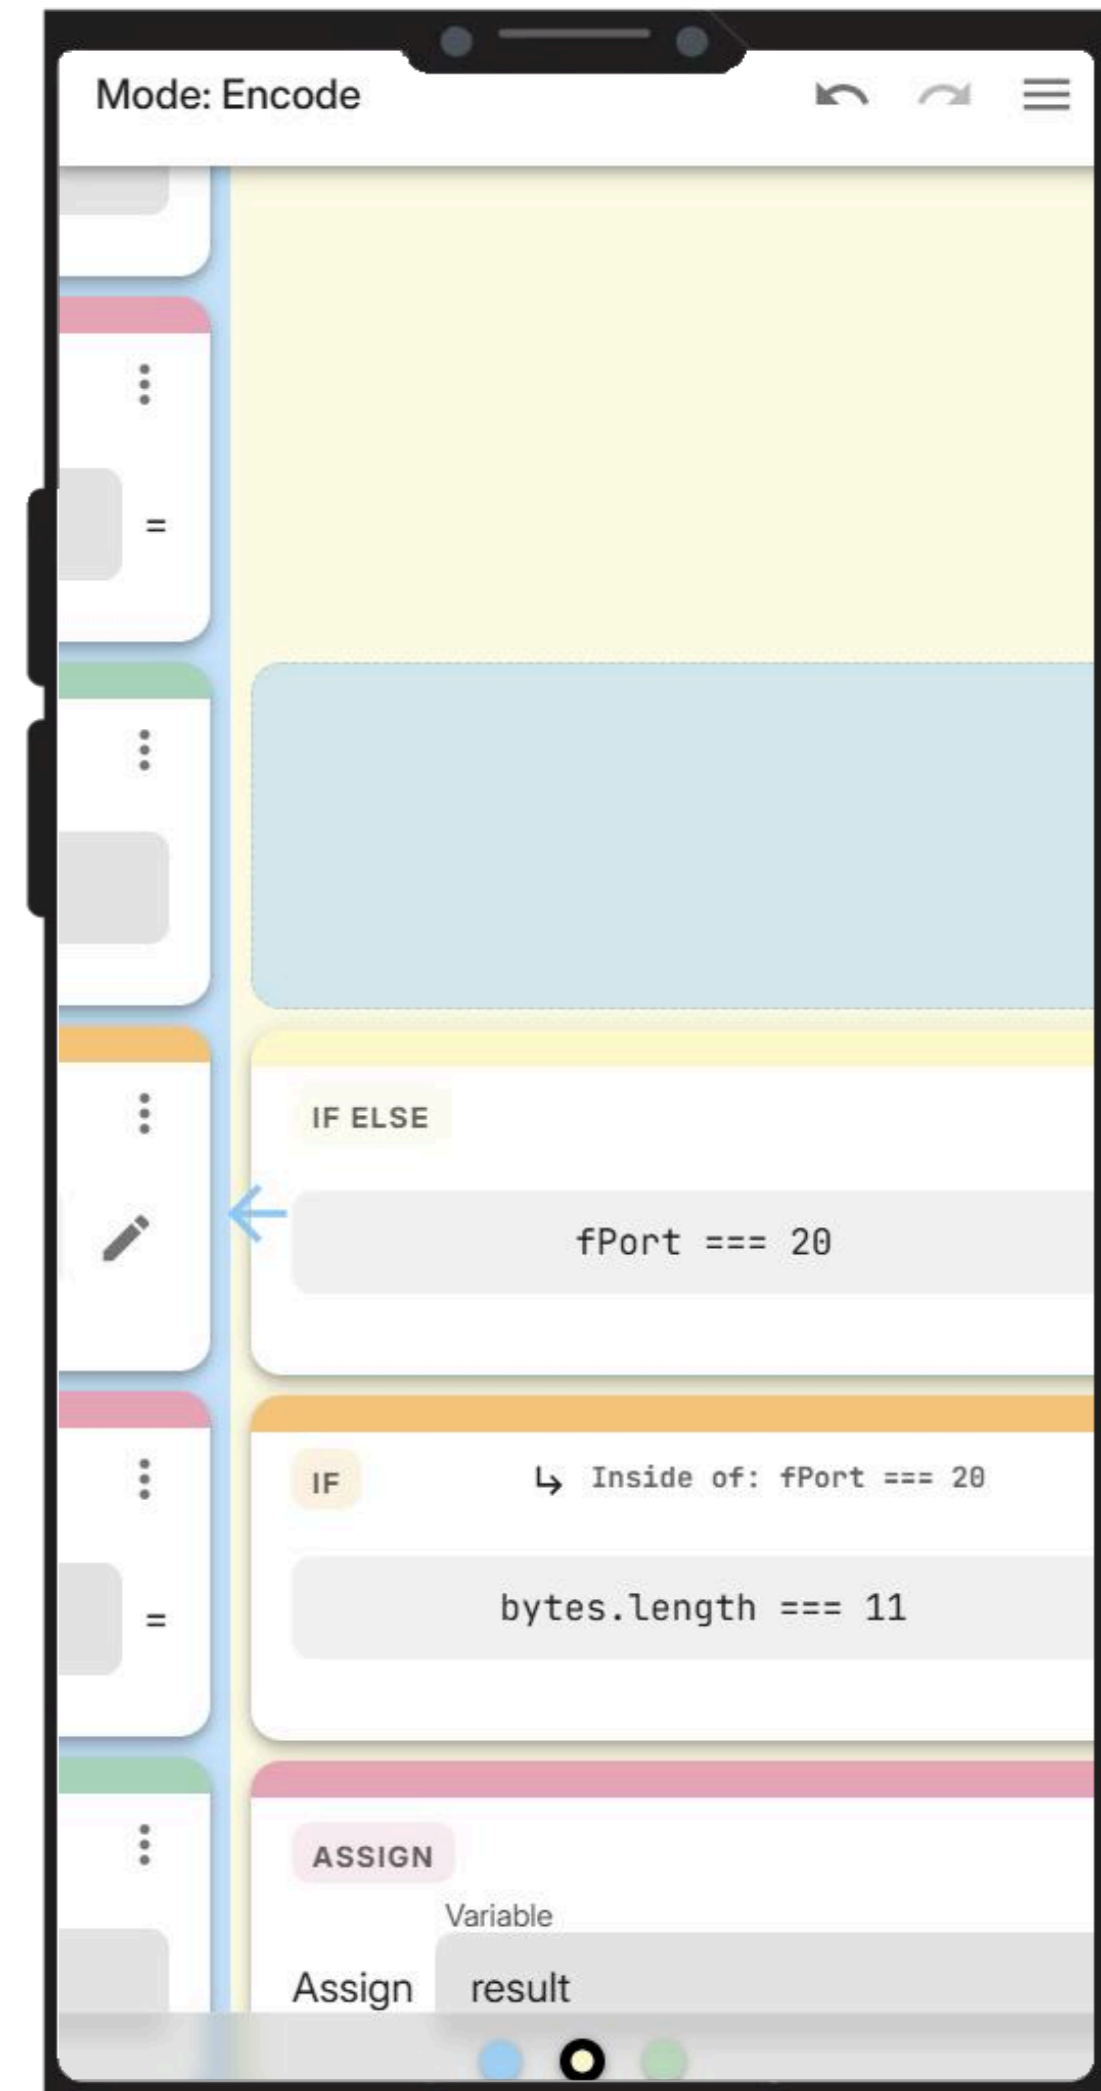 Mode: Encode
=
IF ELSE
fPort === 20
IF
Inside of: fPort === 20
bytes.length === 11
=
ASSIGN
Variable
Assign
result